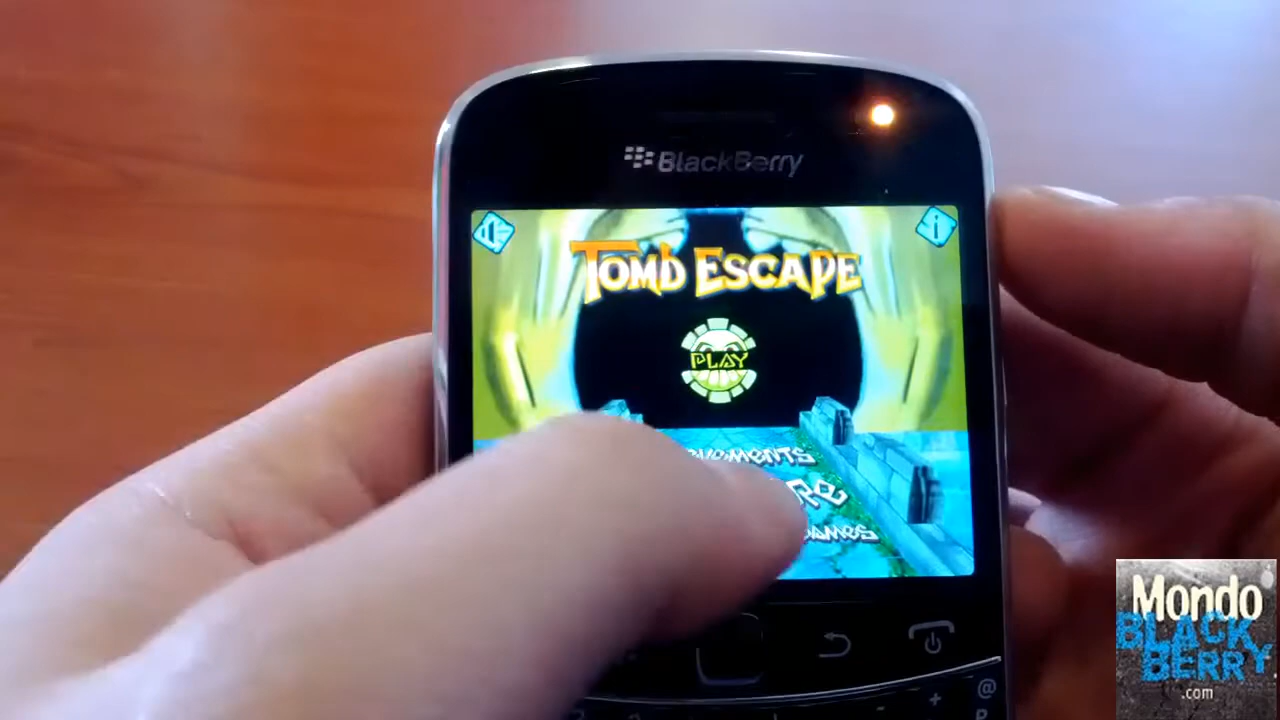 BlackBerry
i
TOMB ESCAPE
PLAY
@
+
P
Mondo
BLACK
BERRY
.com